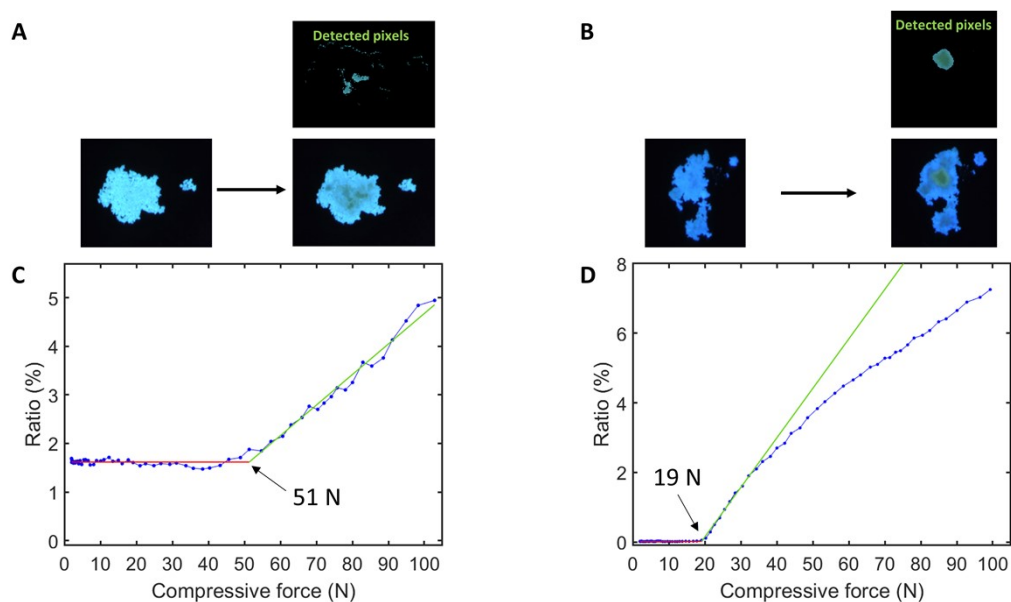 A
Detected pixels
B
Detected pixels
C
5
4
3
2
1
0
Ratio (%)
51 N
0 10 20 30 40 50 60 70 80 90 100
Compressive force (N)
D
8
6
4
2
0
Ratio (%)
19 N
0 10 20 30 40 50 60 70 80 90 100
Compressive force (N)